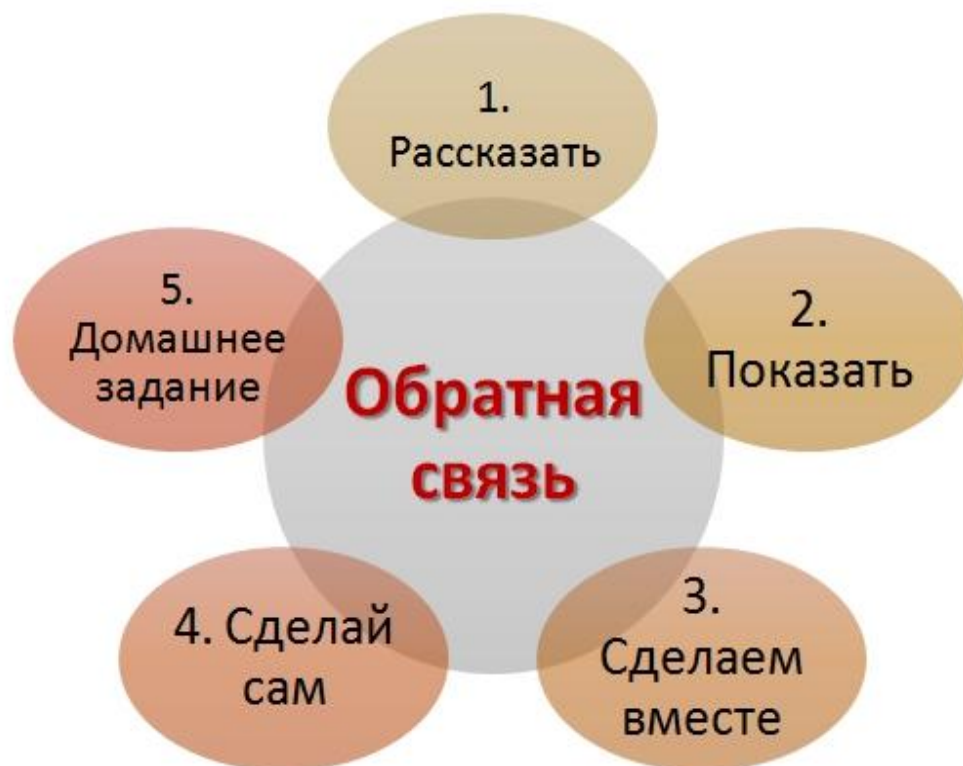 1.
Рассказать
2.
Показать
3.
Сделаем
вместе
4. Сделай
сам
5.
Домашнее
задание
Обратная
связь